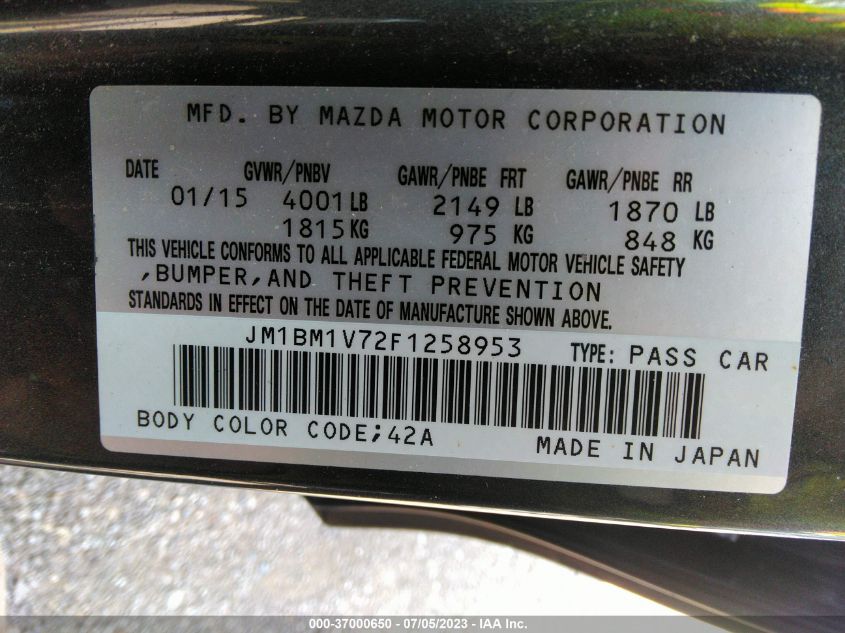 MFD. BY MAZDA MOTOR CORPORATION
DATE GVWR/PNBV GAWR/PNBE FRT GAWR/PNBE RR
01/15 4001LB 2149 LB 1870 LB
1815KG 975 KG 848 KG
THIS VEHICLE CONFORMS TO ALL APPLICABLE FEDERAL MOTOR VEHICLE SAFETY
,BUMPER,AND THEFT PREVENTION
STANDARDS IN EFFECT ON THE DATE OF MANUFACTURE SHOWN ABOVE.
JM1BM1V72F1258953 TYPE: PASS CAR
BODY COLOR CODE;42A MADE IN JAPAN
000-37000650 - 07/05/2023 - IAA Inc.